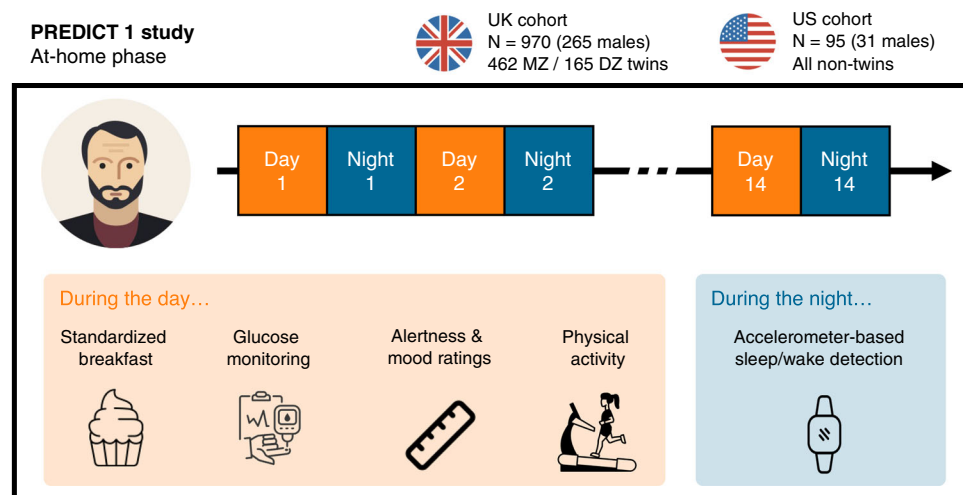 PREDICT 1 study
At-home phase
UK cohort
N = 970 (265 males)
462 MZ / 165 DZ twins
US cohort
N = 95 (31 males)
All non-twins
Day
1
Night
1
Day
2
Night
2
Day
14
Night
14
During the day…
Standardized
breakfast
Glucose
monitoring
Alertness &
mood ratings
Physical
activity
During the night…
Accelerometer-based
sleep/wake detection